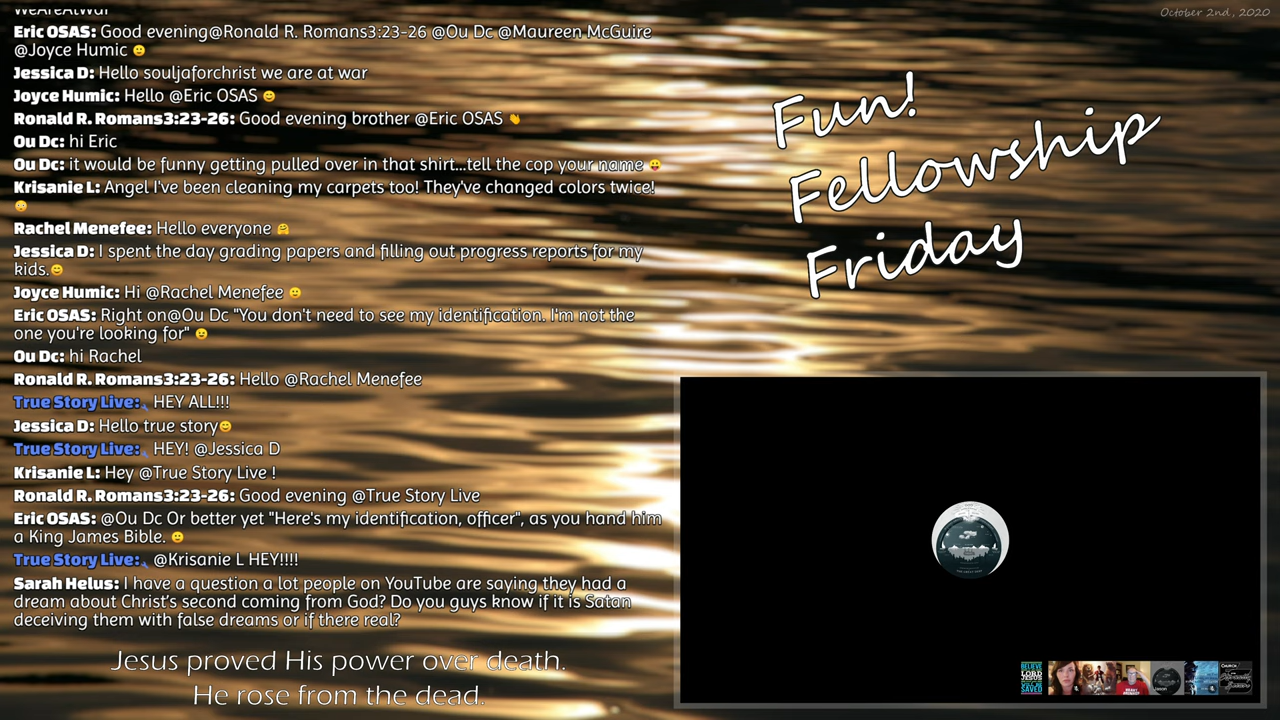 WeAreAtWar
October 2nd, 2020
Eric OSAS: Good evening@Ronald R. Romans3:23-26 @Ou Dc @Maureen McGuire
@Joyce Humic 🙂
Jessica D: Hello souljaforchrist we are at war
Joyce Humic: Hello @Eric OSAS 😊
Ronald R. Romans3:23-26: Good evening brother @Eric OSAS 👋
Ou Dc: hi Eric
Ou Dc: it would be funny getting pulled over in that shirt...tell the cop your name 😛
Krisanie L: Angel I've been cleaning my carpets too! They've changed colors twice!
😳
Rachel Menefee: Hello everyone 🤗
Jessica D: I spent the day grading papers and filling out progress reports for my
kids.😊
Joyce Humic: Hi @Rachel Menefee 🙂
Eric OSAS: Right on@Ou Dc "You don't need to see my identification. I'm not the
one you're looking for" 😉
Ou Dc: hi Rachel
Ronald R. Romans3:23-26: Hello @Rachel Menefee
True Story Live: HEY ALL!!!
Jessica D: Hello true story😊
True Story Live: HEY! @Jessica D
Krisanie L: Hey @True Story Live !
Ronald R. Romans3:23-26: Good evening @True Story Live
Eric OSAS: @Ou Dc Or better yet "Here's my identification, officer", as you hand him
a King James Bible. 🙂
True Story Live: @Krisanie L HEY!!!!
Sarah Helus: I have a question a lot people on YouTube are saying they had a
dream about Christ's second coming from God? Do you guys know if it is Satan
deceiving them with false dreams or if there real?
Jesus proved His power over death.
He rose from the dead.
Fun!
Fellowship
Friday
BELIEVE
LORD
JESUS
SAVED
Jason
CHURCH